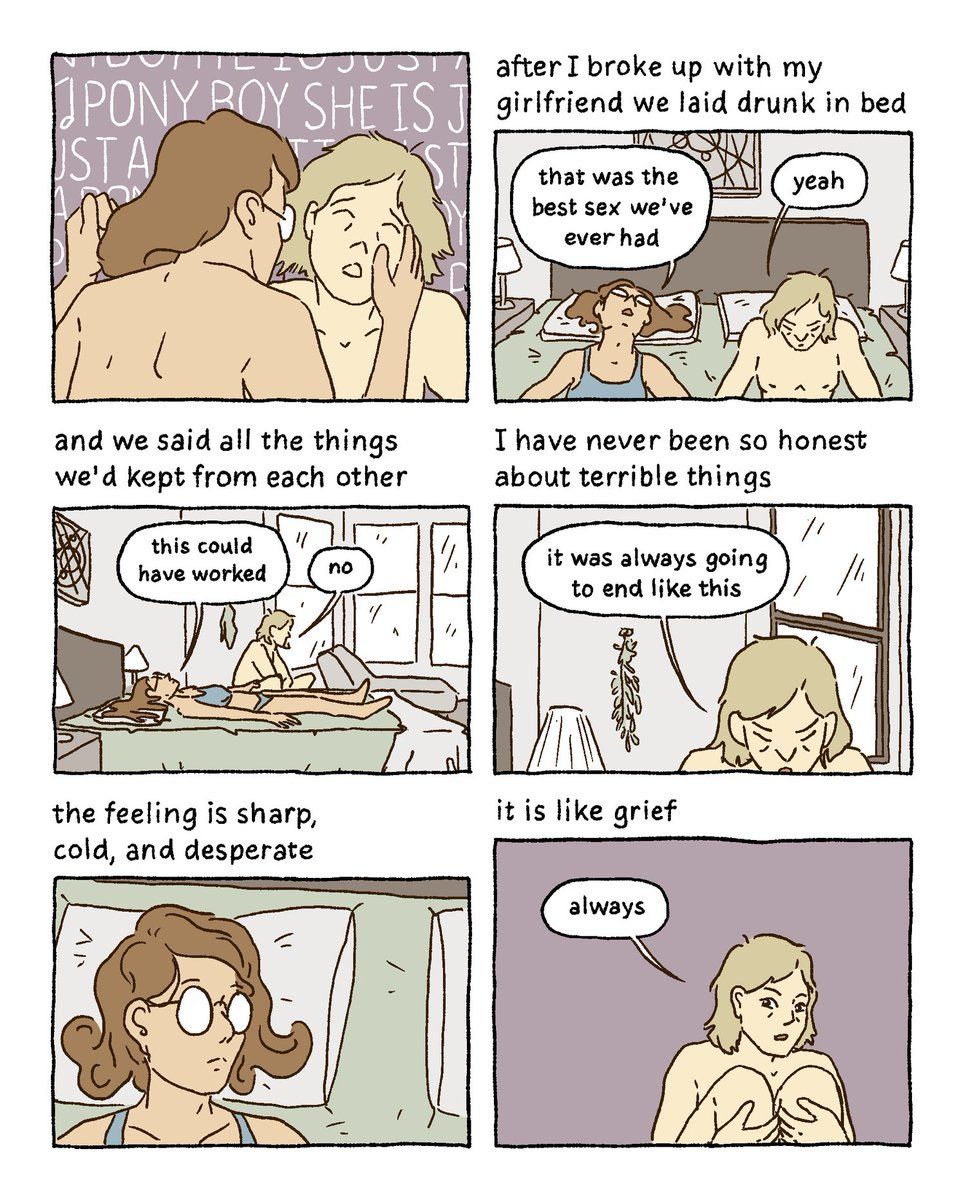 PONY BOY SHE IS J
UST A
after I broke up with my
girlfriend we laid drunk in bed
that was the
best sex we've
ever had
yeah
and we said all the things
we'd kept from each other
this could
have worked
no
I have never been so honest
about terrible things
it was always going
to end like this
the feeling is sharp,
cold, and desperate
it is like grief
always